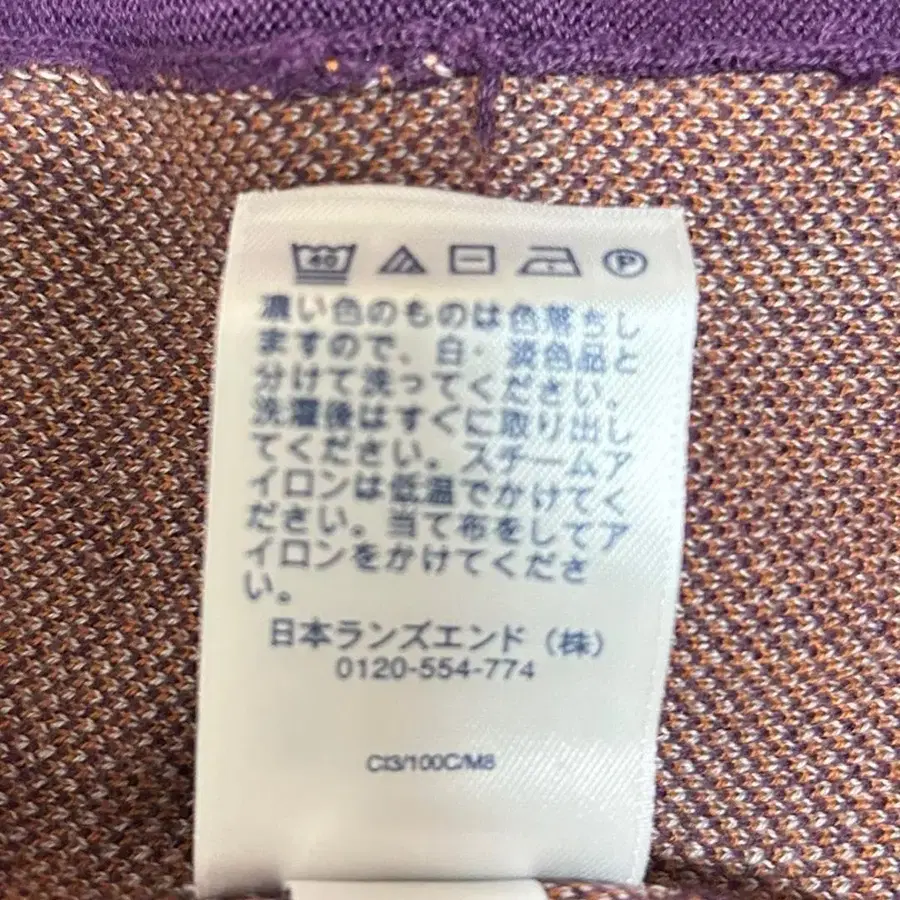 40 P
濃い色のものは色落ちし
ますので、白・淡色品と
分けて洗ってください。
洗濯後はすぐに取り出し
てください。スチームア
イロンは低温でかけてく
ださい。当て布をしてア
イロンをかけてくださ
い。
日本ランズエンド（株）
0120-554-774
CI3/100C/M8